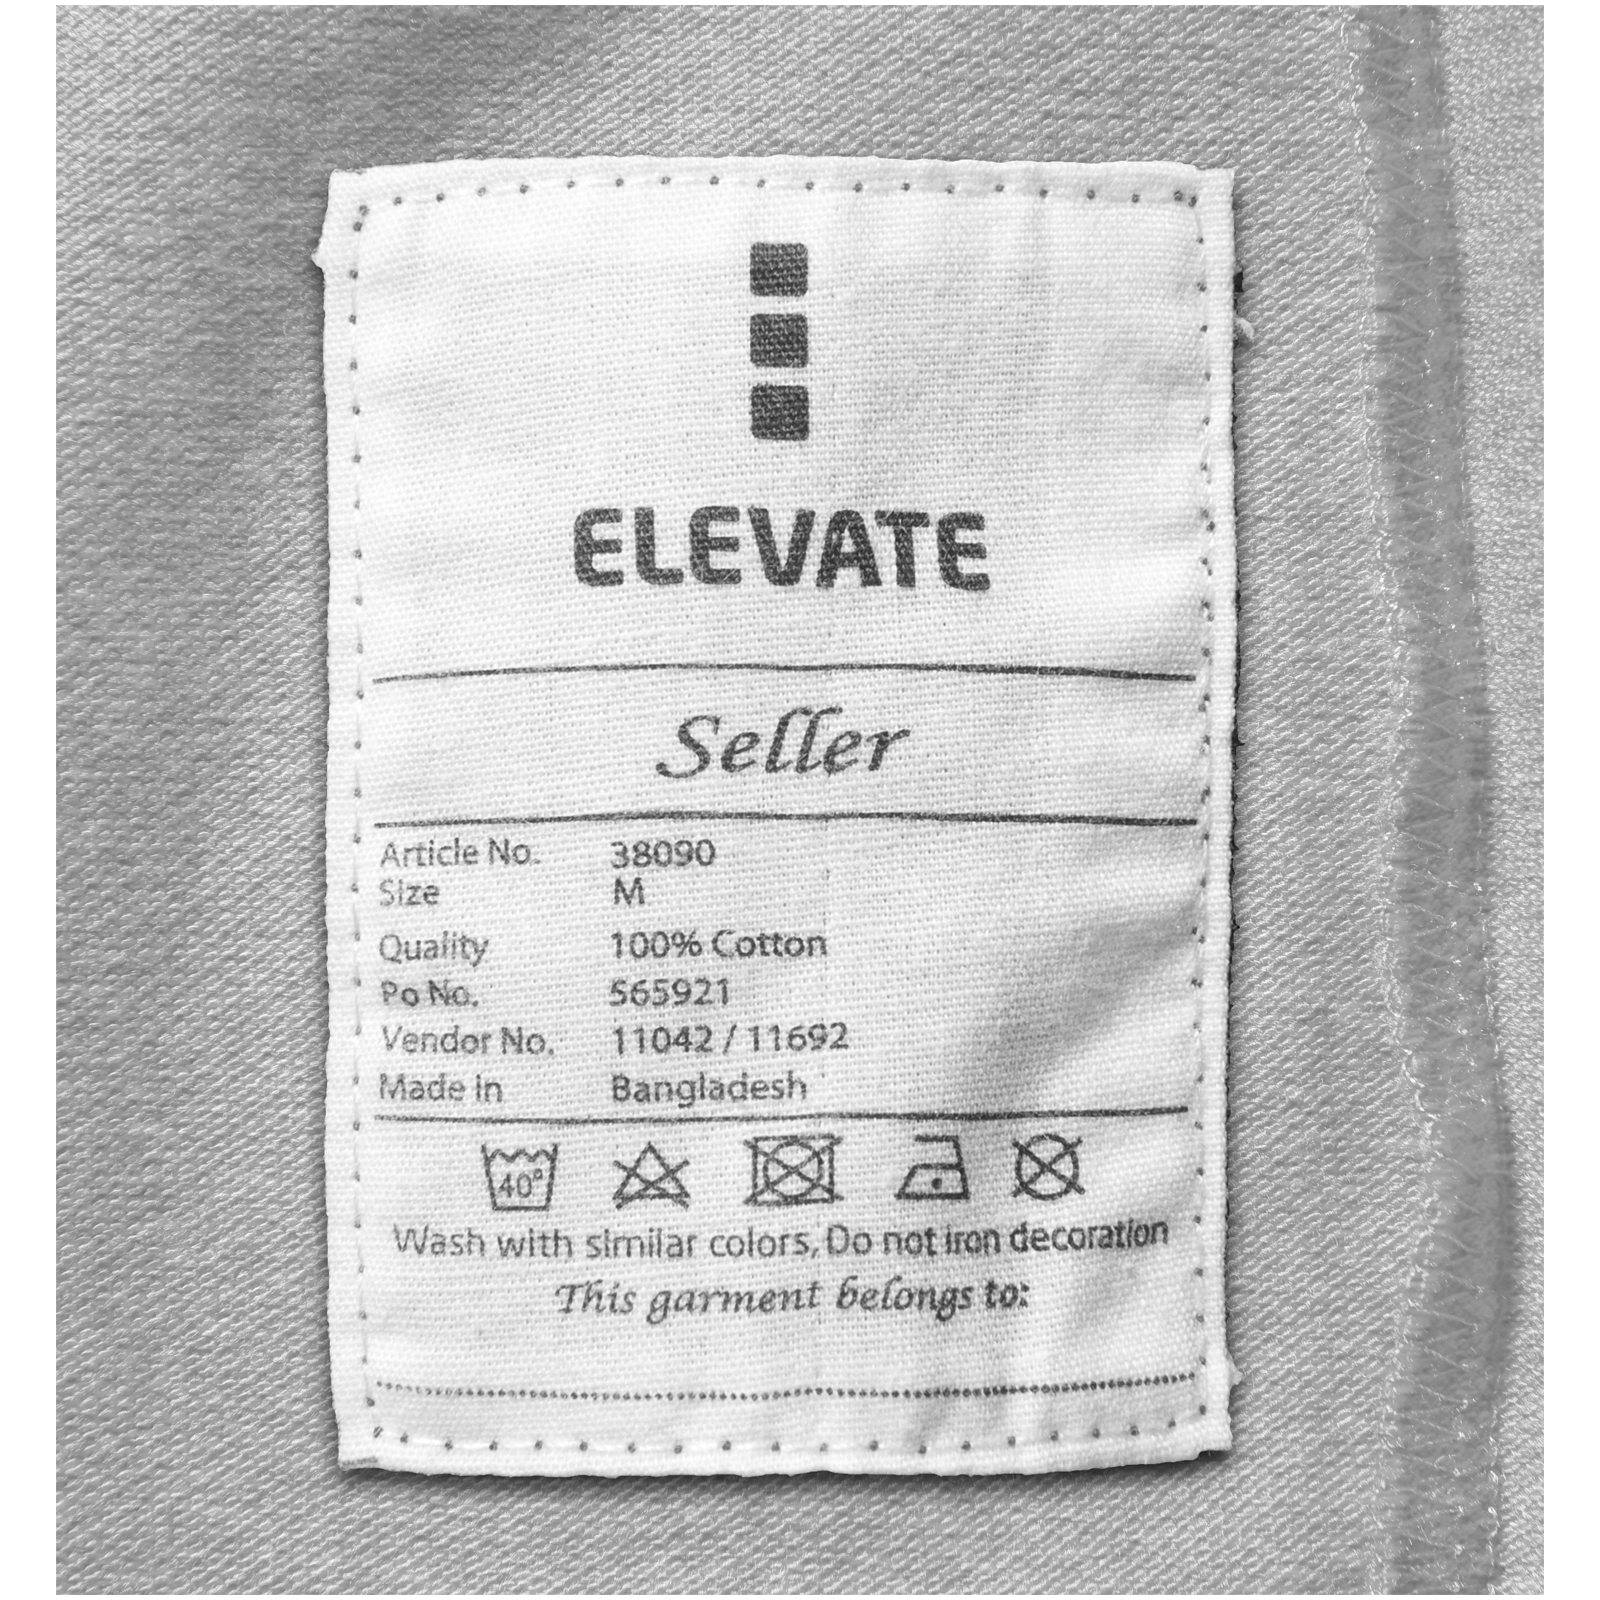 ELEVATE
Seller
Article No. 38090
Size M
Quality 100% Cotton
Po No. 565921
Vendor No. 11042 / 11692
Made in Bangladesh
40°
Wash with similar colors, Do not iron decoration
This garment belongs to: